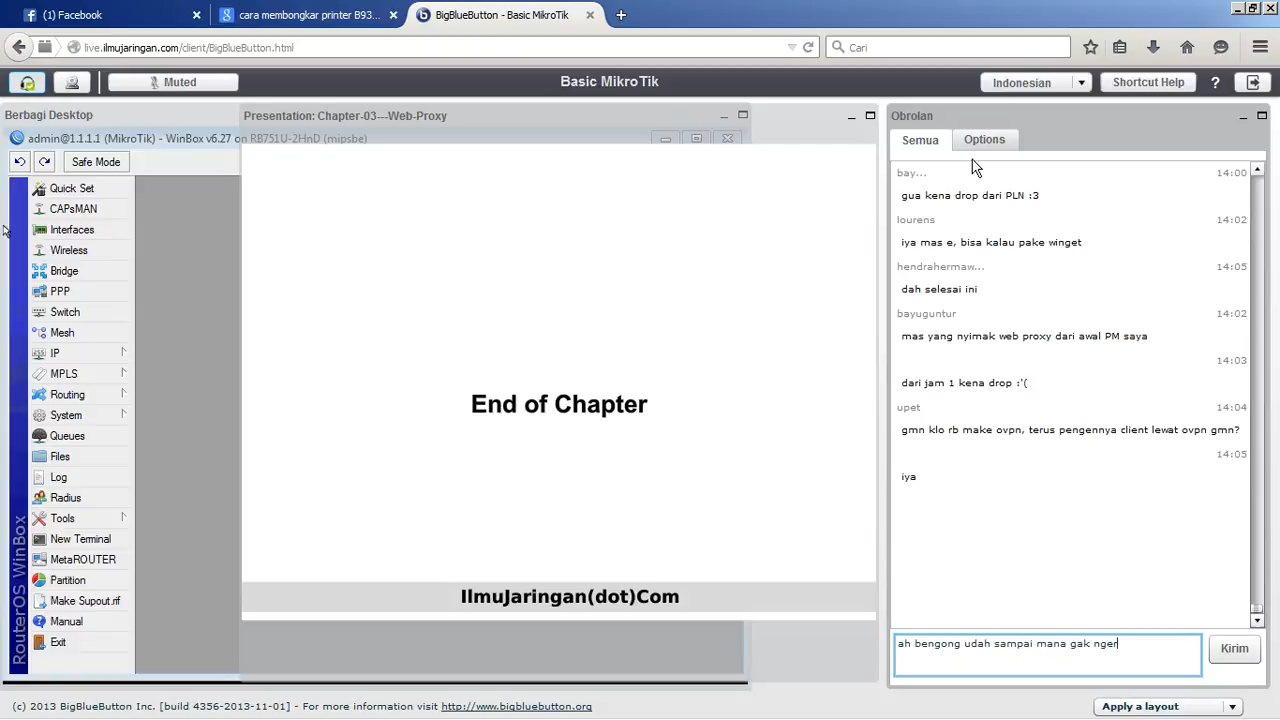 (1) Facebook
cara membongkar printer B93...
BigBlueButton - Basic MikroTik
live.ilmujaringan.com/client/BigBlueButton.html
Cari
Muted
Basic MikroTik
Indonesian
Shortcut Help
?
Berbagi Desktop
admin@1.1.1.1 (MikroTik) - WinBox v6.27 on RB751U-2HnD (mipsbe)
Safe Mode
Quick Set
CAPsMAN
Interfaces
Wireless
Bridge
PPP
Switch
Mesh
IP
MPLS
Routing
System
Queues
Files
Log
Radius
Tools
New Terminal
MetaROUTER
Partition
Make Supout.rif
Manual
Exit
RouterOS WinBox
Presentation: Chapter-03---Web-Proxy
End of Chapter
IlmuJaringan(dot)Com
Obrolan
Semua
Options
bay... 14:00
gua kena drop dari PLN :3
lourens 14:02
iya mas e, bisa kalau pake winget
hendrahermaw... 14:05
dah selesai ini
bayuguntur 14:02
mas yang nyimak web proxy dari awal PM saya
14:03
dari jam 1 kena drop :'(
upet 14:04
gmn klo rb make ovpn, terus pengennya client lewat ovpn gmn?
14:05
iya
ah bengong udah sampai mana gak nger
Kirim
(c) 2013 BigBlueButton Inc. [build 4356-2013-11-01] - For more information visit http://www.bigbluebutton.org
Apply a layout